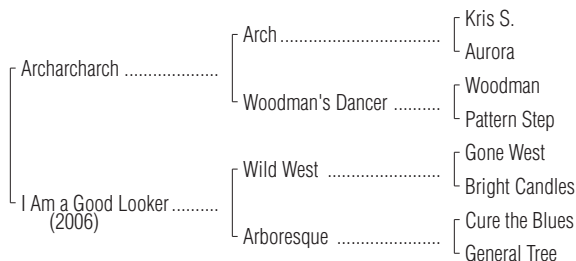 Kris S.
Arch ..................................
Aurora
Archarcharch ....................
Woodman
Woodman's Dancer ..........
Pattern Step
Gone West
Wild West ........................
Bright Candles
I Am a Good Looker ..........
(2006)
Cure the Blues
Arboresque ......................
General Tree